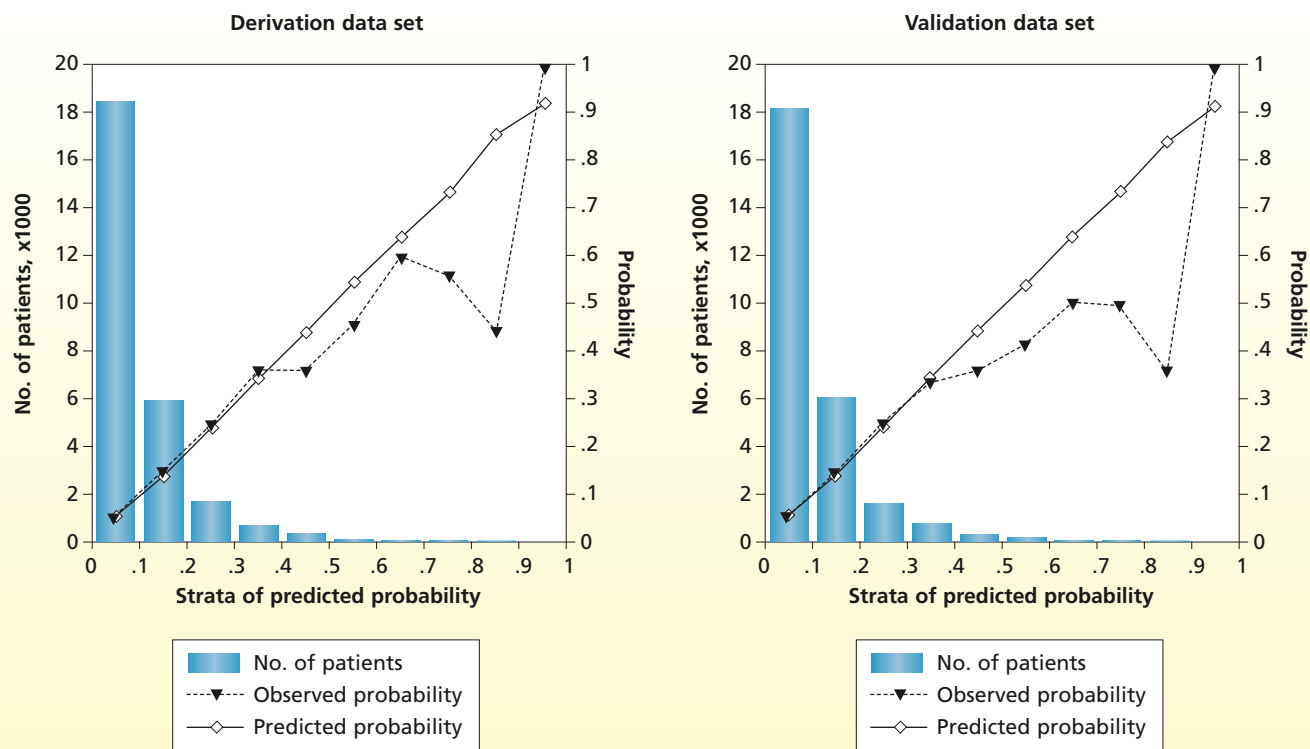 Derivation data set
20
18
16
14
12
10
8
6
4
2
0
No. of patients, x1000
1
.9
.8
.7
.6
.5
.4
.3
.2
.1
0
Probability
0 .1 .2 .3 .4 .5 .6 .7 .8 .9 1
Strata of predicted probability
No. of patients
Observed probability
Predicted probability
Validation data set
20
18
16
14
12
10
8
6
4
2
0
No. of patients, x1000
1
.9
.8
.7
.6
.5
.4
.3
.2
.1
0
Probability
0 .1 .2 .3 .4 .5 .6 .7 .8 .9 1
Strata of predicted probability
No. of patients
Observed probability
Predicted probability